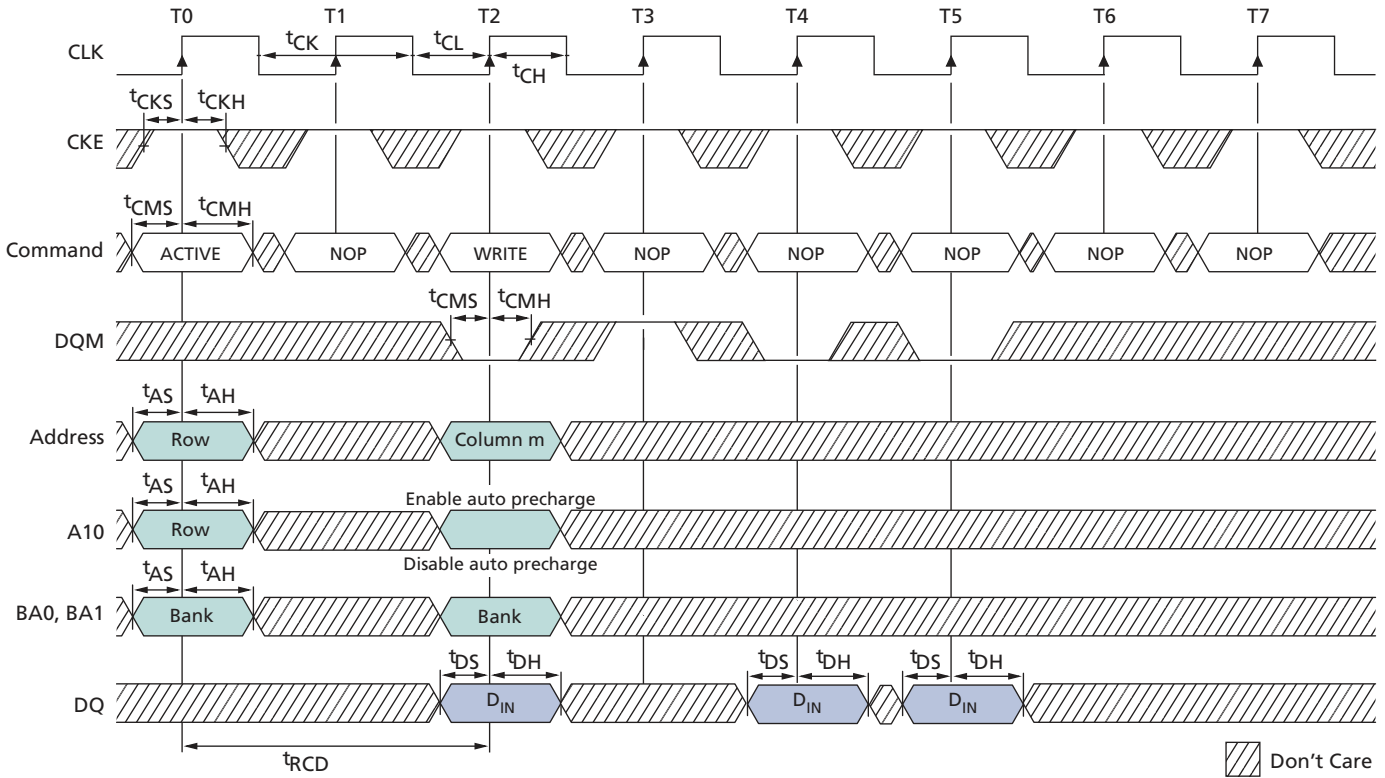 T0 T1 T2 T3 T4 T5 T6 T7
CLK
tCK tCL
tCH
tCKS tCKH
CKE
tCMS tCMH
Command ACTIVE NOP WRITE NOP NOP NOP NOP NOP
tCMS tCMH
DQM
tAS tAH
Address Row Column m
tAS tAH Enable auto precharge
A10 Row
Disable auto precharge
tAS tAH
BA0, BA1 Bank Bank
tDS tDH tDS tDH tDS tDH
DQ DIN DIN DIN
tRCD
Don't Care